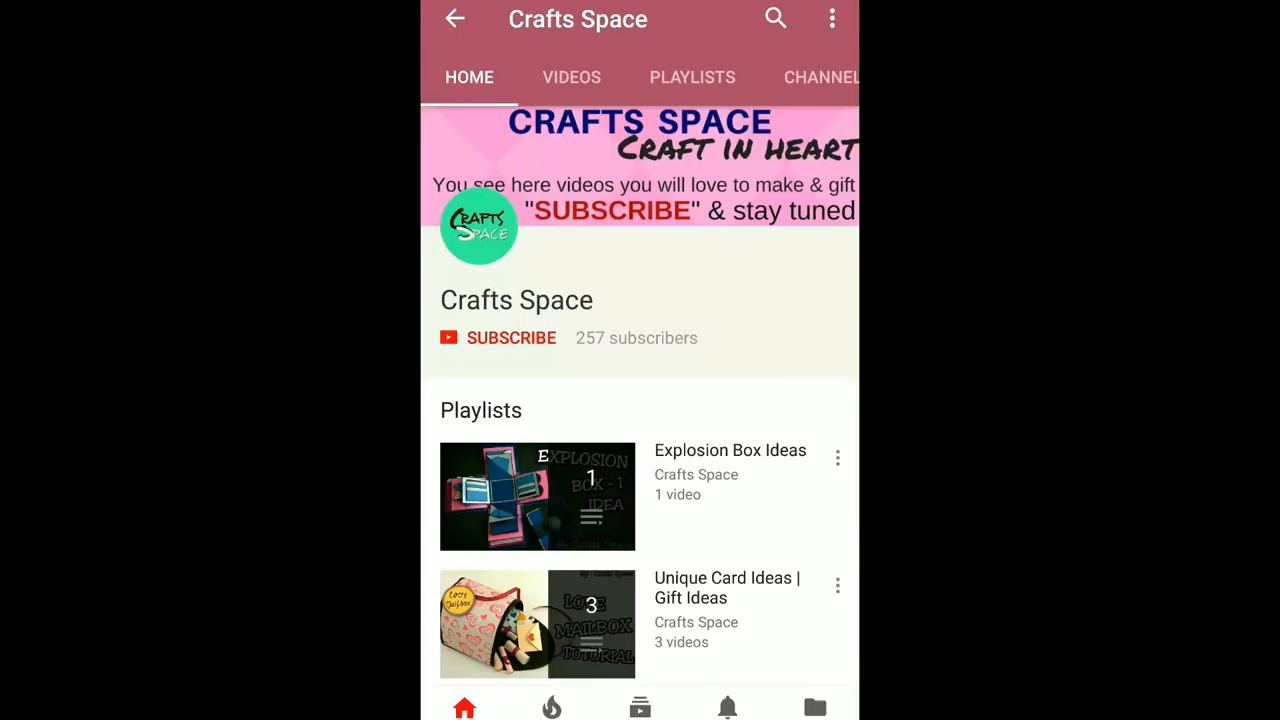 Crafts Space
HOME VIDEOS PLAYLISTS CHANNEL
CRAFTS SPACE
CRAFT IN HEART
You see here videos you will love to make & gift
"SUBSCRIBE" & stay tuned
CRAFTS
SPACE
Crafts Space
SUBSCRIBE 257 subscribers
Playlists
EXPLOSION
BOX - 1
IDEA
1
Explosion Box Ideas
Crafts Space
1 video
Love
Mailbox
LOVE
MAILBOX
TUTORIAL
3
Unique Card Ideas |
Gift Ideas
Crafts Space
3 videos